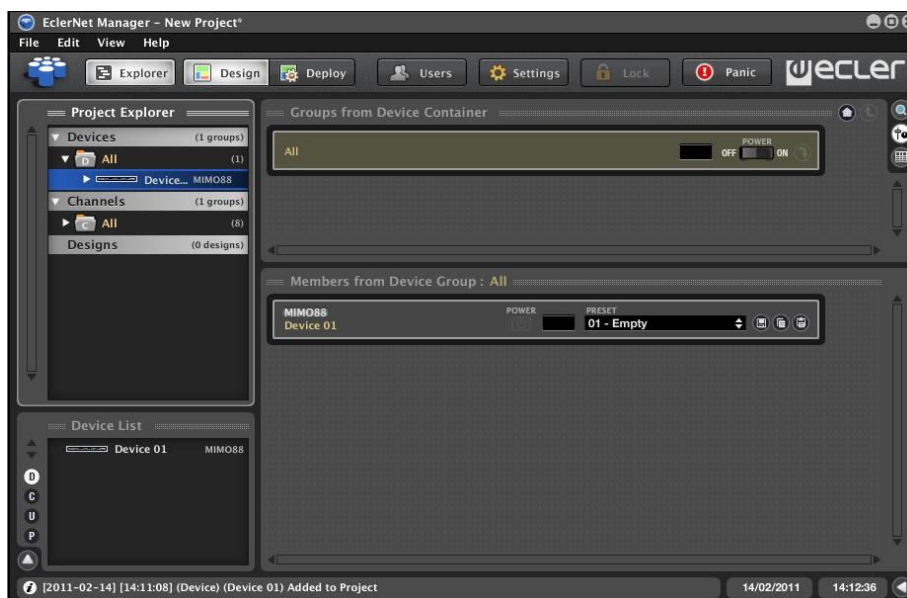 EclerNet Manager – New Project*
File Edit View Help
Explorer Design Deploy Users Settings Lock Panic ecler
Project Explorer
Devices (1 groups)
D All (1)
Device... MIMO88
Channels (1 groups)
C All (8)
Designs (0 designs)
Groups from Device Container
All POWER OFF ON
Members from Device Group : All
MIMO88 POWER PRESET
Device 01 01 - Empty
Device List
Device 01 MIMO88
D
C
U
P
[2011-02-14] [14:11:08] (Device) (Device 01) Added to Project 14/02/2011 14:12:36